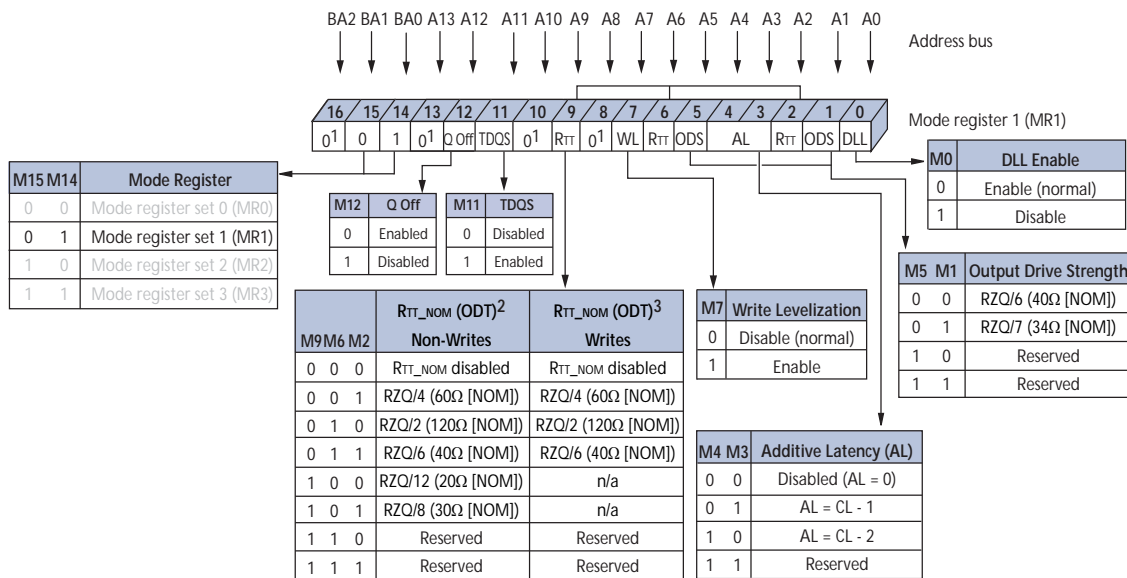 BA2 BA1 BA0 A13 A12 A11 A10 A9 A8 A7 A6 A5 A4 A3 A2 A1 A0
Address bus
16 15 14 13 12 11 10 9 8 7 6 5 4 3 2 1 0
Mode register 1 (MR1)
0¹ 0 1 0¹ Q Off TDQS 0¹ RTT 0¹ WL RTT ODS AL RTT ODS DLL
M15 M14 Mode Register
0 0 Mode register set 0 (MR0)
0 1 Mode register set 1 (MR1)
1 0 Mode register set 2 (MR2)
1 1 Mode register set 3 (MR3)
M12 Q Off
0 Enabled
1 Disabled
M11 TDQS
0 Disabled
1 Enabled
M0 DLL Enable
0 Enable (normal)
1 Disable
M5 M1 Output Drive Strength
0 0 RZQ/6 (40Ω [NOM])
0 1 RZQ/7 (34Ω [NOM])
1 0 Reserved
1 1 Reserved
RTT_NOM (ODT)² RTT_NOM (ODT)³
M9 M6 M2 Non-Writes Writes
0 0 0 RTT_NOM disabled RTT_NOM disabled
0 0 1 RZQ/4 (60Ω [NOM]) RZQ/4 (60Ω [NOM])
0 1 0 RZQ/2 (120Ω [NOM]) RZQ/2 (120Ω [NOM])
0 1 1 RZQ/6 (40Ω [NOM]) RZQ/6 (40Ω [NOM])
1 0 0 RZQ/12 (20Ω [NOM]) n/a
1 0 1 RZQ/8 (30Ω [NOM]) n/a
1 1 0 Reserved Reserved
1 1 1 Reserved Reserved
M7 Write Levelization
0 Disable (normal)
1 Enable
M4 M3 Additive Latency (AL)
0 0 Disabled (AL = 0)
0 1 AL = CL - 1
1 0 AL = CL - 2
1 1 Reserved